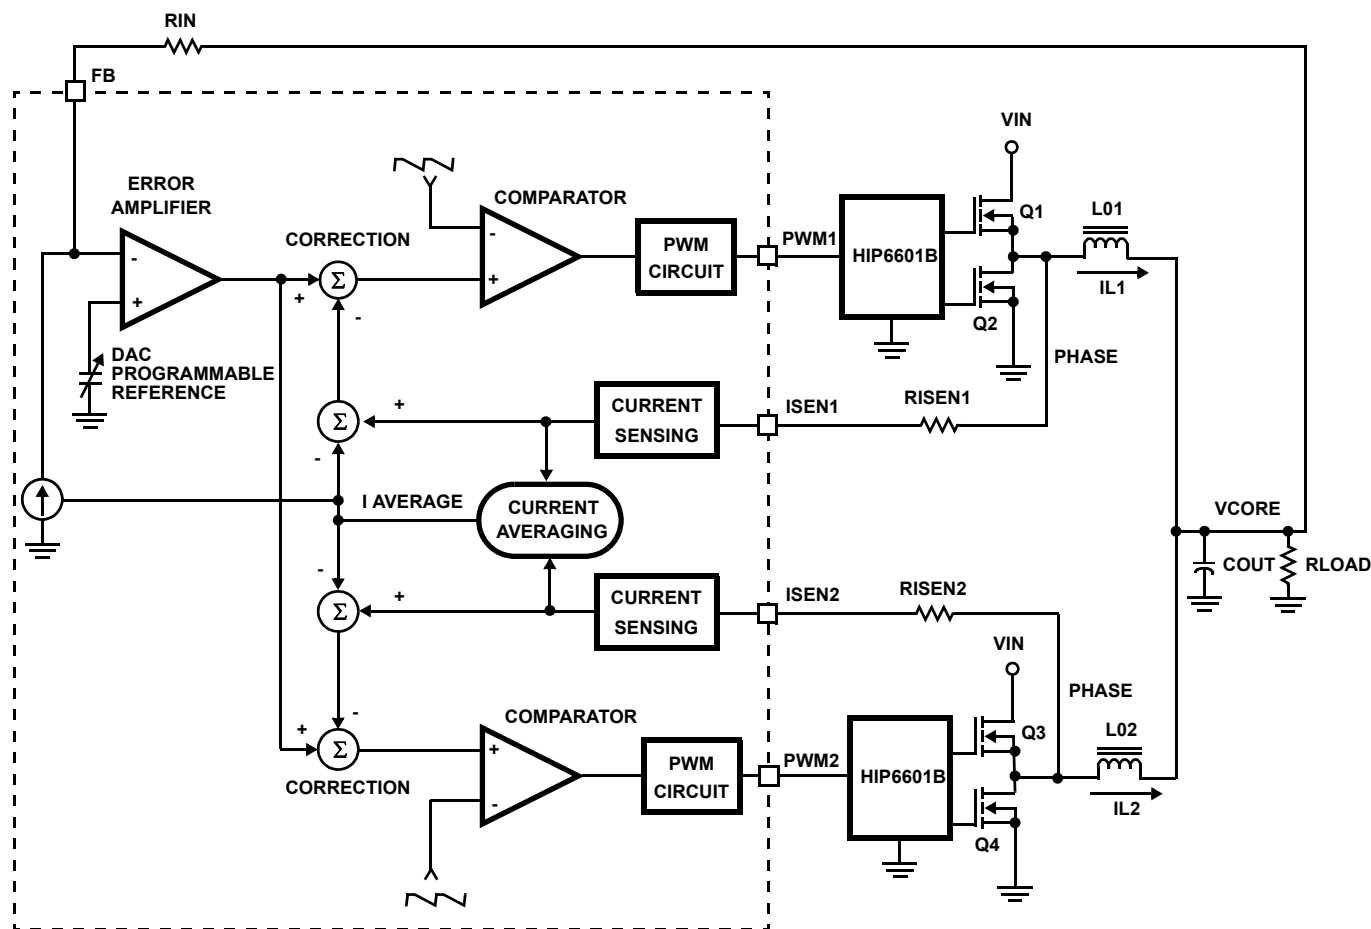 RIN
FB
VIN
ERROR
AMPLIFIER
COMPARATOR
CORRECTION
-
+
Σ
+
-
-
+
PWM
CIRCUIT
PWM1
HIP6601B
Q1
Q2
L01
IL1
PHASE
DAC
PROGRAMMABLE
REFERENCE
Σ
+
-
CURRENT
SENSING
ISEN1
RISEN1
I AVERAGE
CURRENT
AVERAGING
VCORE
COUT
RLOAD
-
Σ
+
CURRENT
SENSING
ISEN2
RISEN2
VIN
PHASE
-
+
Σ
CORRECTION
COMPARATOR
+
-
PWM
CIRCUIT
PWM2
HIP6601B
Q3
Q4
L02
IL2